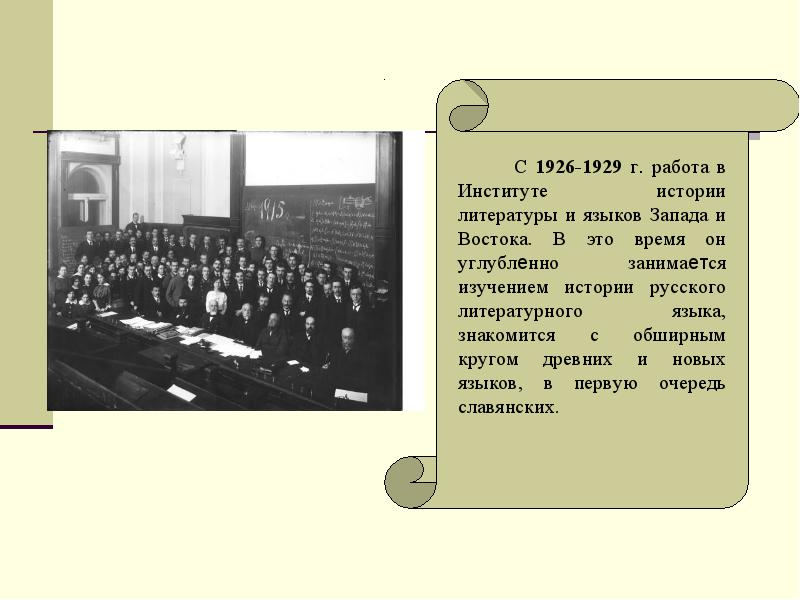 1915
С 1926-1929 г. работа в
Институте истории
литературы и языков Запада и
Востока. В это время он
углубленно занимается
изучением истории русского
литературного языка,
знакомится с обширным
кругом древних и новых
языков, в первую очередь
славянских.